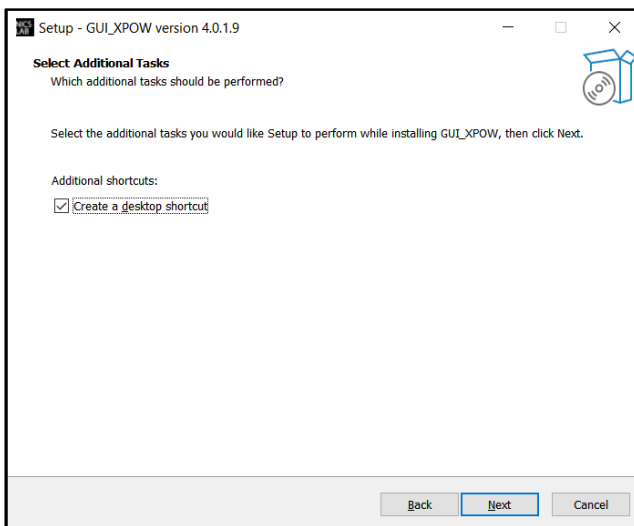 NICS
LAB
Setup - GUI_XPOW version 4.0.1.9
Select Additional Tasks
Which additional tasks should be performed?
Select the additional tasks you would like Setup to perform while installing GUI_XPOW, then click Next.
Additional shortcuts:
Create a desktop shortcut
Back
Next
Cancel